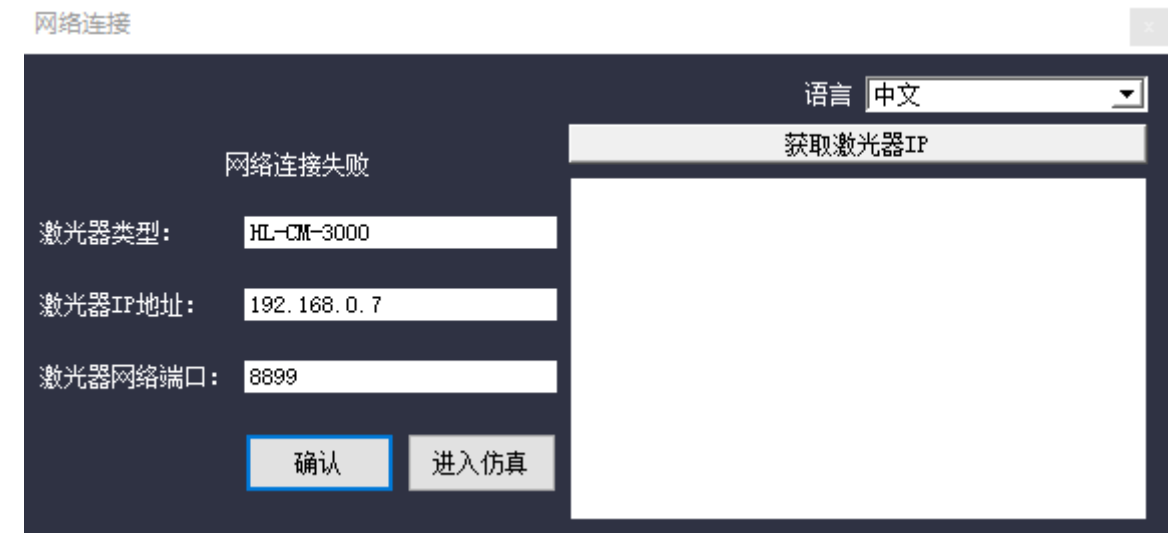 网络连接
x
语言 中文
获取激光器IP
网络连接失败
激光器类型: HL-CM-3000
激光器IP地址: 192.168.0.7
激光器网络端口: 8899
确认 进入仿真